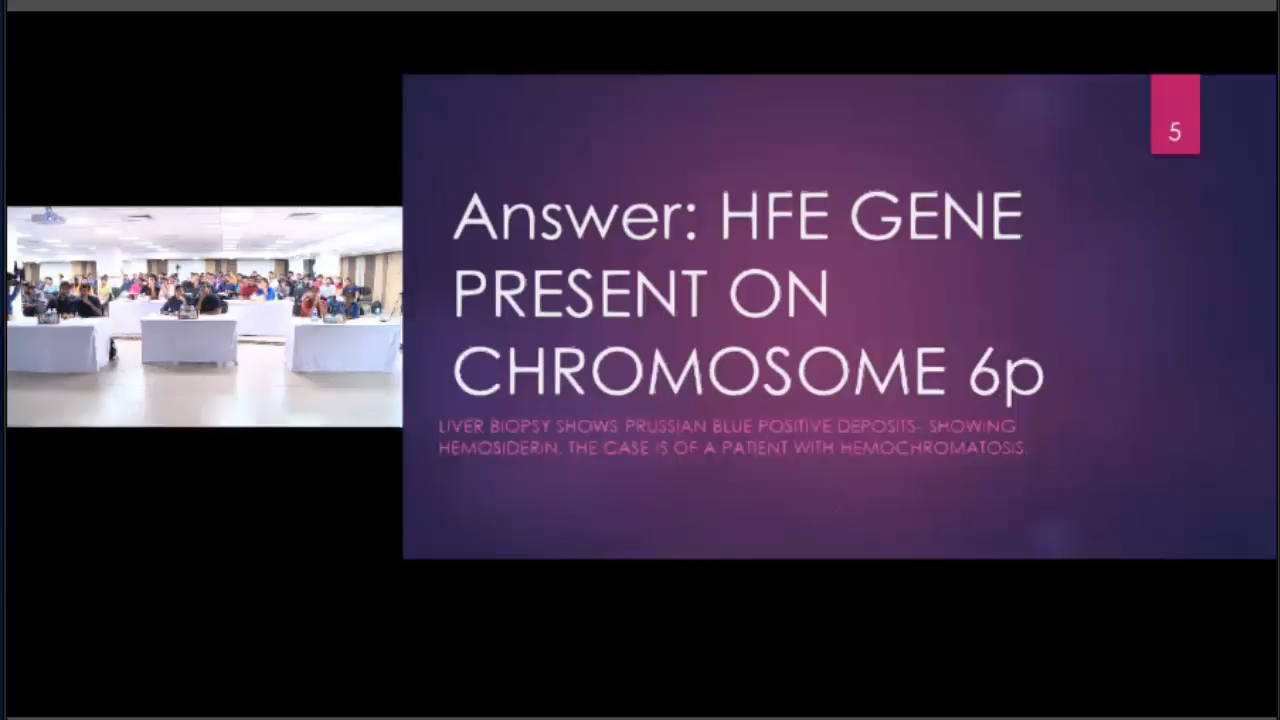 5
Answer: HFE GENE
PRESENT ON
CHROMOSOME 6p
LIVER BIOPSY SHOWS PRUSSIAN BLUE POSITIVE DEPOSITS- SHOWING
HEMOSIDERIN. THE CASE IS OF A PATIENT WITH HEMOCHROMATOSIS.